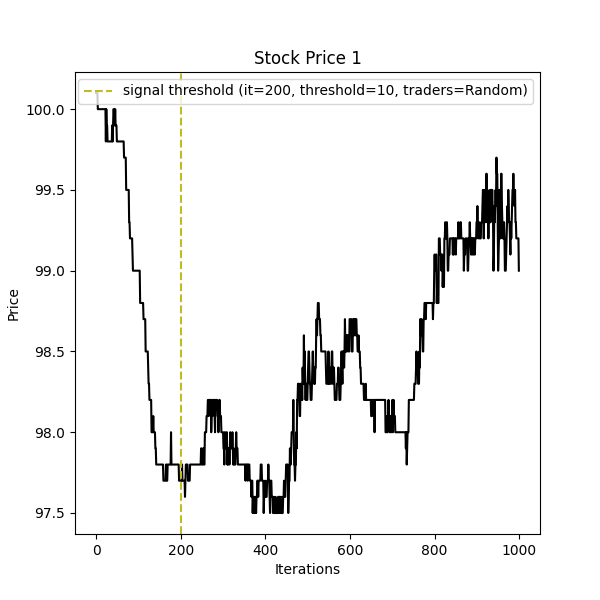 Stock Price 1
signal threshold (it=200, threshold=10, traders=Random)
100.0
99.5
99.0
98.5
98.0
97.5
Price
0 200 400 600 800 1000
Iterations